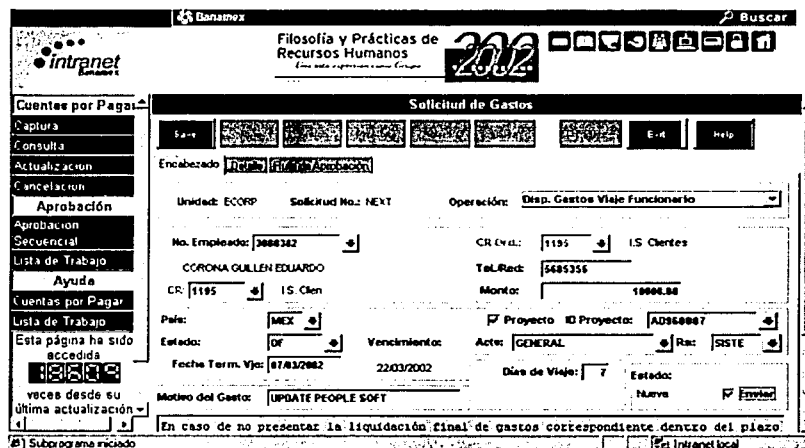 Banamex
Buscar
intranet
Banamex
Filosofía y Prácticas de
Recursos Humanos
2002
Cuentas por Pagar
Solicitud de Gastos
Captura
Consulta
Actualización
Cancelación
Aprobación
Aprobación
Secuencial
Lista de Trabajo
Ayuda
Cuentas por Pagar
Lista de Trabajo
Esta página ha sido
accedida
veces desde su
última actualización
Save
Exit
Help
Encabezado Detalle
Unidad: ECORP Solicitud No.: NEXT Operación: Disp. Gastos Viaje Funcionario
No. Empleado: CR Ord.: 1195 I.S. Clientes
CORONA GUILLEN EDUARDO Tel./Red: 5685356
CR: 1195 I.S. Clien Monto:
País: MEX Proyecto ID Proyecto:
Estado: DF Vencimiento: Acto: GENERAL Rs: SISTE
Fecha Term. Vje: 07/03/2002 22/03/2002 Días de Viaje: 7 Estado:
Nueva Enviar
Motivo del Gasto: UPDATE PEOPLE SOFT
En caso de no presentar la liquidación final de gastos correspondiente dentro del plazo
Subprograma iniciado
Intranet local